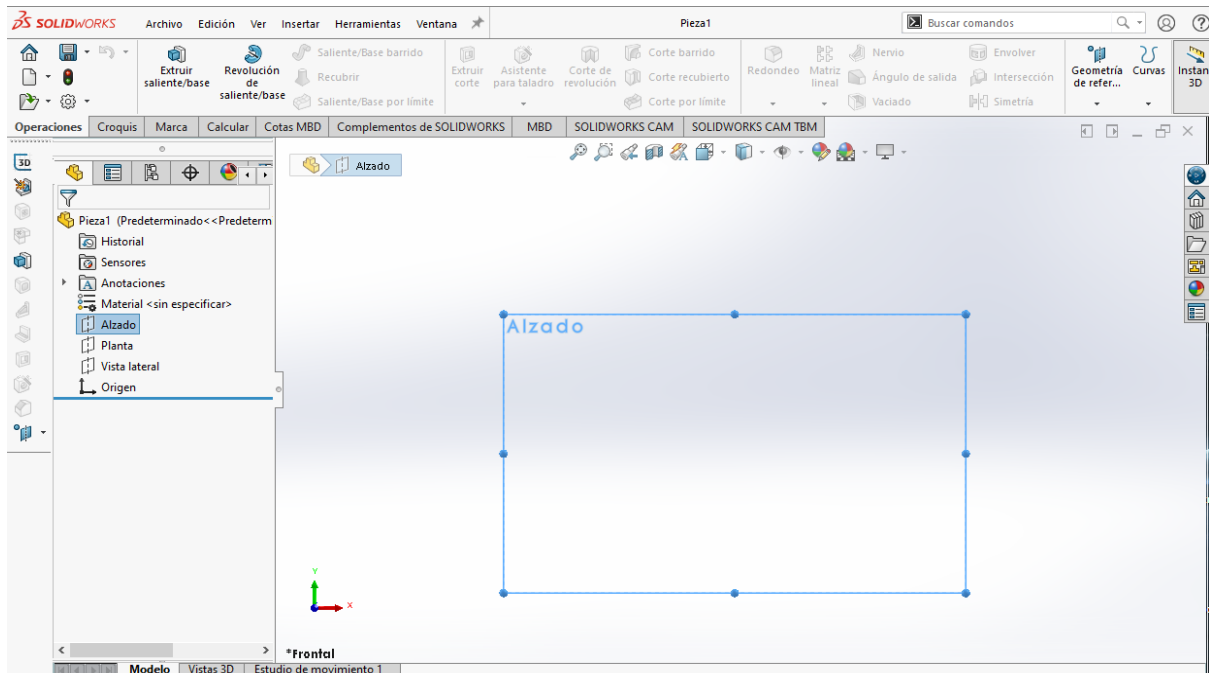 SOLIDWORKS Archivo Edición Ver Insertar Herramientas Ventana Pieza1 Buscar comandos
Extruir saliente/base
Revolución de saliente/base
Saliente/Base barrido
Recubrir
Saliente/Base por límite
Extruir corte
Asistente para taladro
Corte de revolución
Corte barrido
Corte recubierto
Corte por límite
Redondeo
Matriz lineal
Nervio
Ángulo de salida
Vaciado
Envolver
Intersección
Simetría
Geometría de refer...
Curvas
Instan 3D
Operaciones Croquis Marca Calcular Cotas MBD Complementos de SOLIDWORKS MBD SOLIDWORKS CAM SOLIDWORKS CAM TBM
3D
Alzado
Pieza1 (Predeterminado<<Predeterm
Historial
Sensores
A Anotaciones
Material <sin especificar>
Alzado
Planta
Vista lateral
Origen
Alzado
Y
X
*Frontal
Modelo Vistas 3D Estudio de movimiento 1